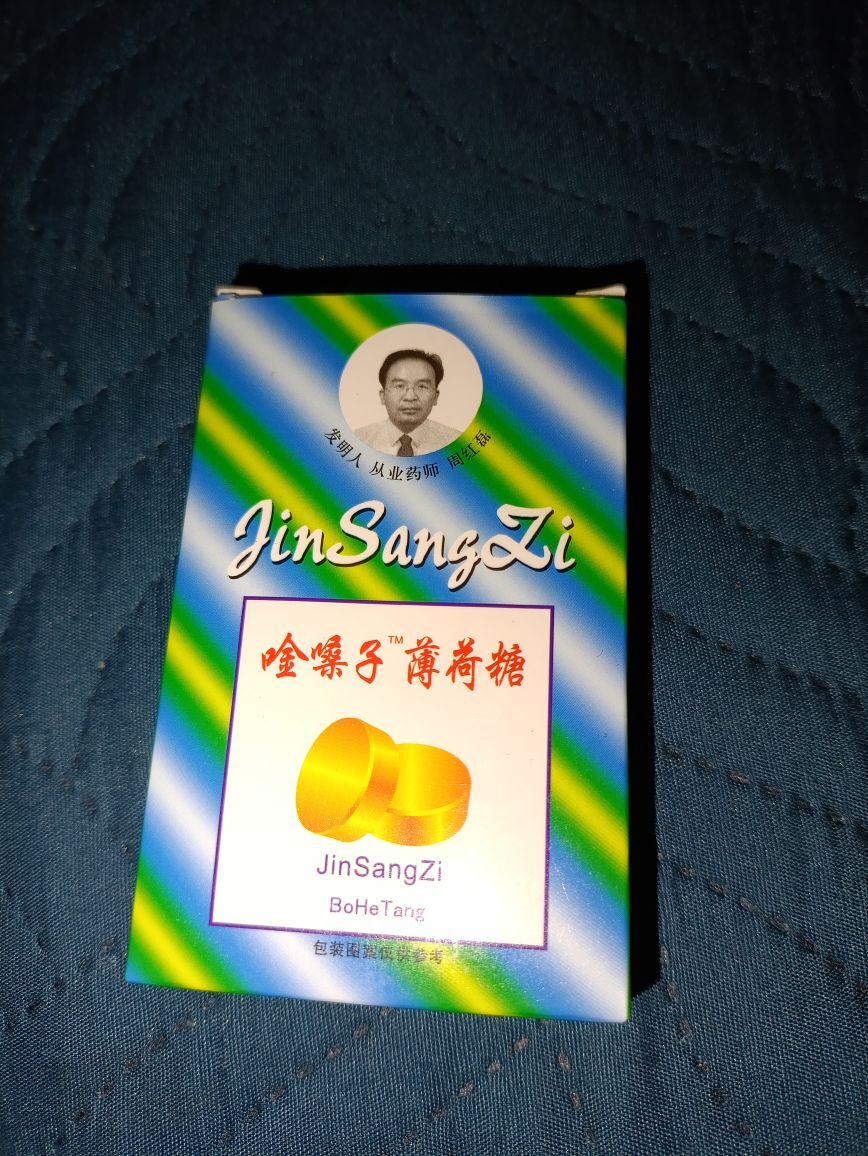 发明人 从业药师 周红磊
JinSangZi
唫嗓子™薄荷糖
JinSangZi
BoHeTang
包装图案仅供参考